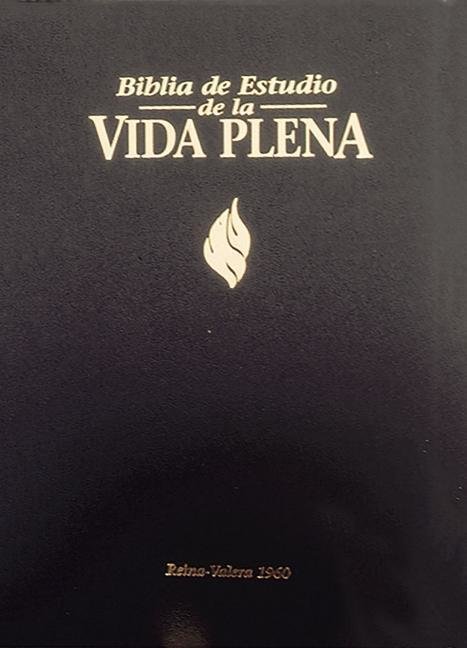 Biblia de Estudio
de la
VIDA PLENA
Reina-Valera 1960